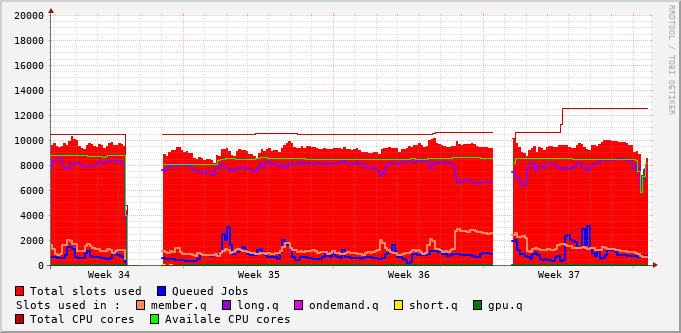 20000
18000
16000
14000
12000
10000
8000
6000
4000
2000
0
Week 34 Week 35 Week 36 Week 37
RRDTOOL / TOBI OETIKER
Total slots used Queued Jobs
Slots used in : member.q long.q ondemand.q short.q gpu.q
Total CPU cores Availale CPU cores